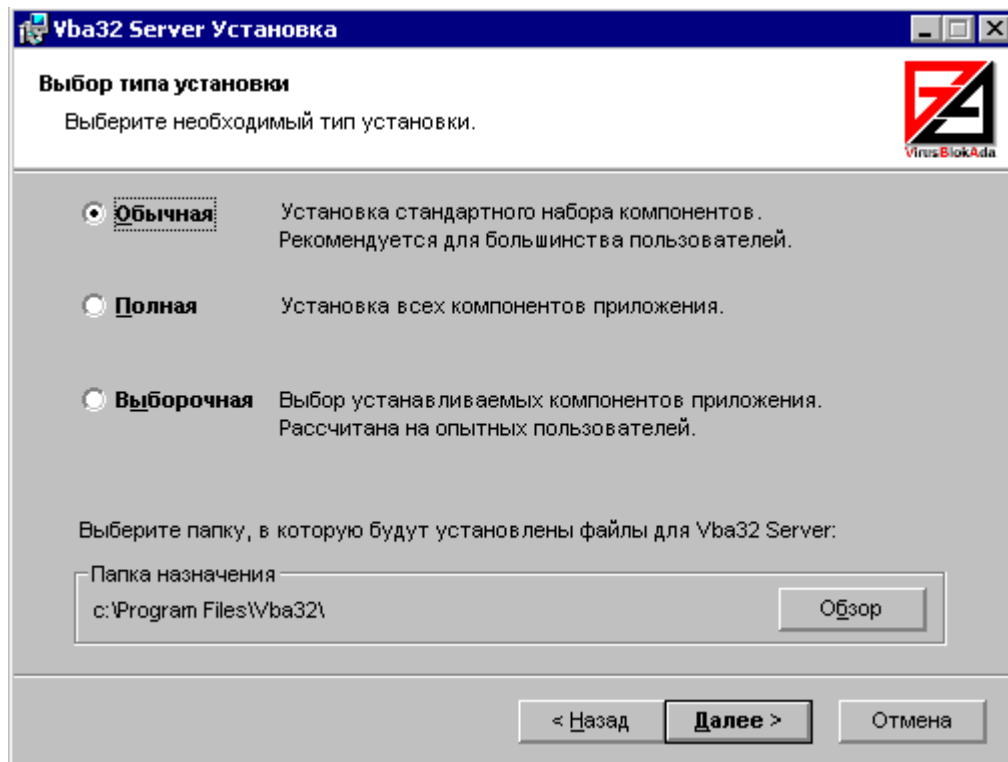 Vba32 Server Установка
Выбор типа установки
Выберите необходимый тип установки.
VirusBlokAda
Обычная
Установка стандартного набора компонентов.
Рекомендуется для большинства пользователей.
Полная
Установка всех компонентов приложения.
Выборочная
Выбор устанавливаемых компонентов приложения.
Рассчитана на опытных пользователей.
Выберите папку, в которую будут установлены файлы для Vba32 Server:
Папка назначения
c:\Program Files\Vba32\
Обзор
< Назад
Далее >
Отмена